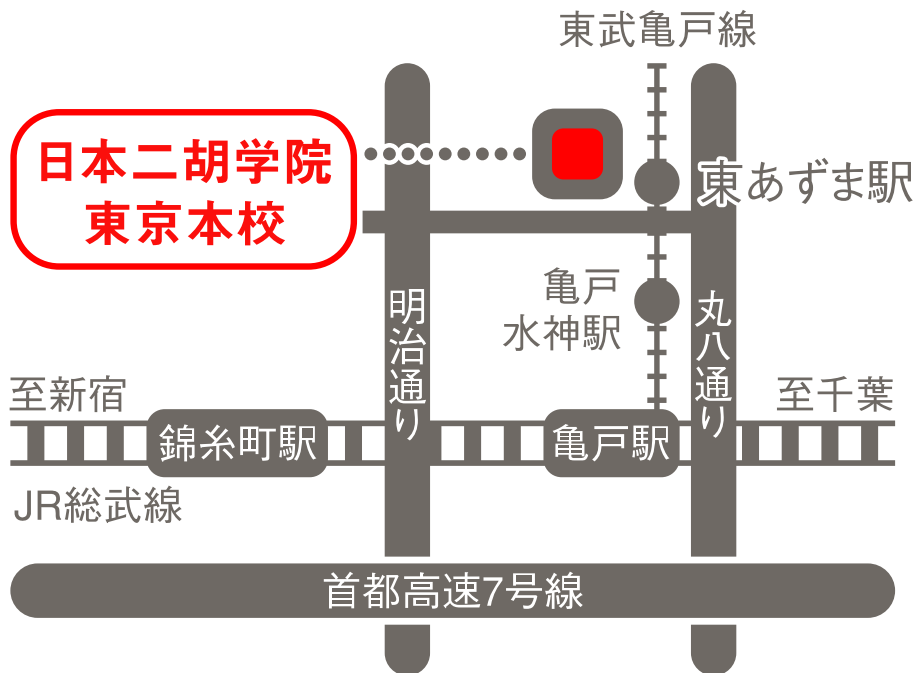 東武亀戸線
日本二胡学院
東京本校
東あずま駅
亀戸
水神駅
明治通り
丸八通り
至新宿
至千葉
錦糸町駅
亀戸駅
JR総武線
首都高速7号線